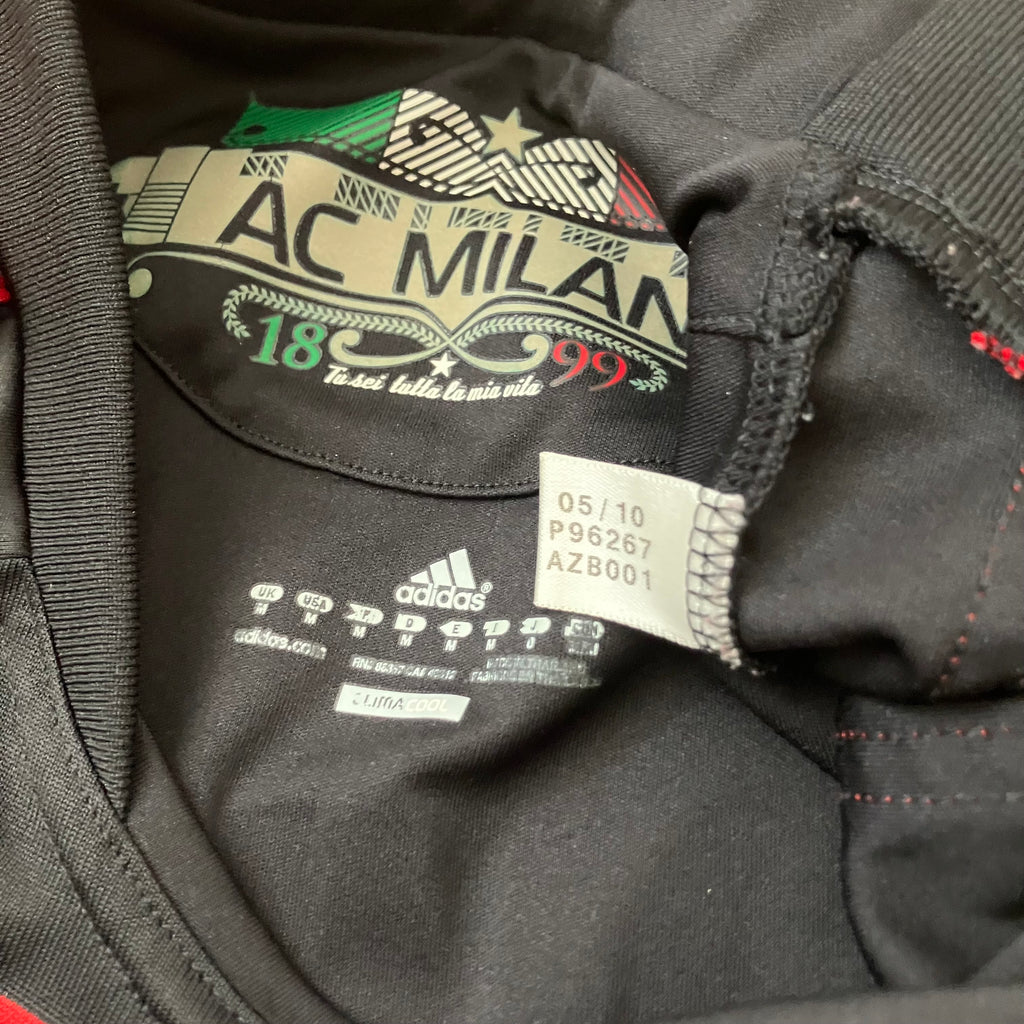 AC MILAN
18 99
Tu sei tutta la mia vita
05/10
P96267
AZB001
adidas®
UK USA F D E I J
M M M M M
adidas.com
CLIMACOOL